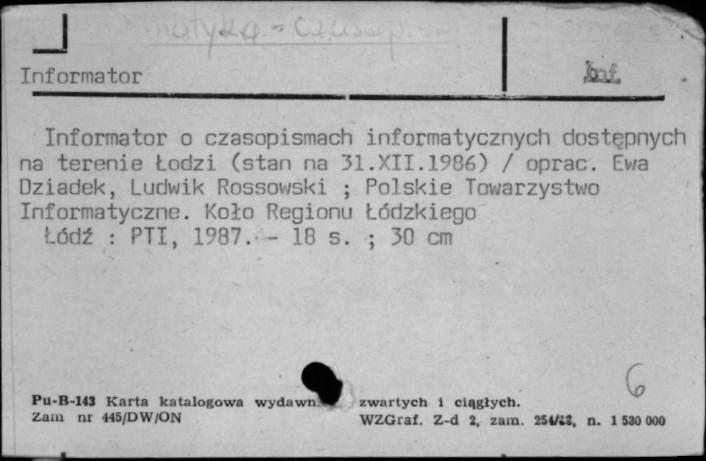 Informator
Inf.
Informator o czasopismach informatycznych dostępnych
na terenie Łodzi (stan na 31.XII.1986) / oprac. Ewa
Dziadek, Ludwik Rossowski ; Polskie Towarzystwo
Informatyczne. Koło Regionu Łódzkiego
Łódź : PTI, 1987. - 18 s. ; 30 cm
6
Pu-B-143 Karta katalogowa wydawn. zwartych i ciągłych.
Zam nr 445/DW/ON WZGraf. Z-d 2, zam. n. 1 530 000